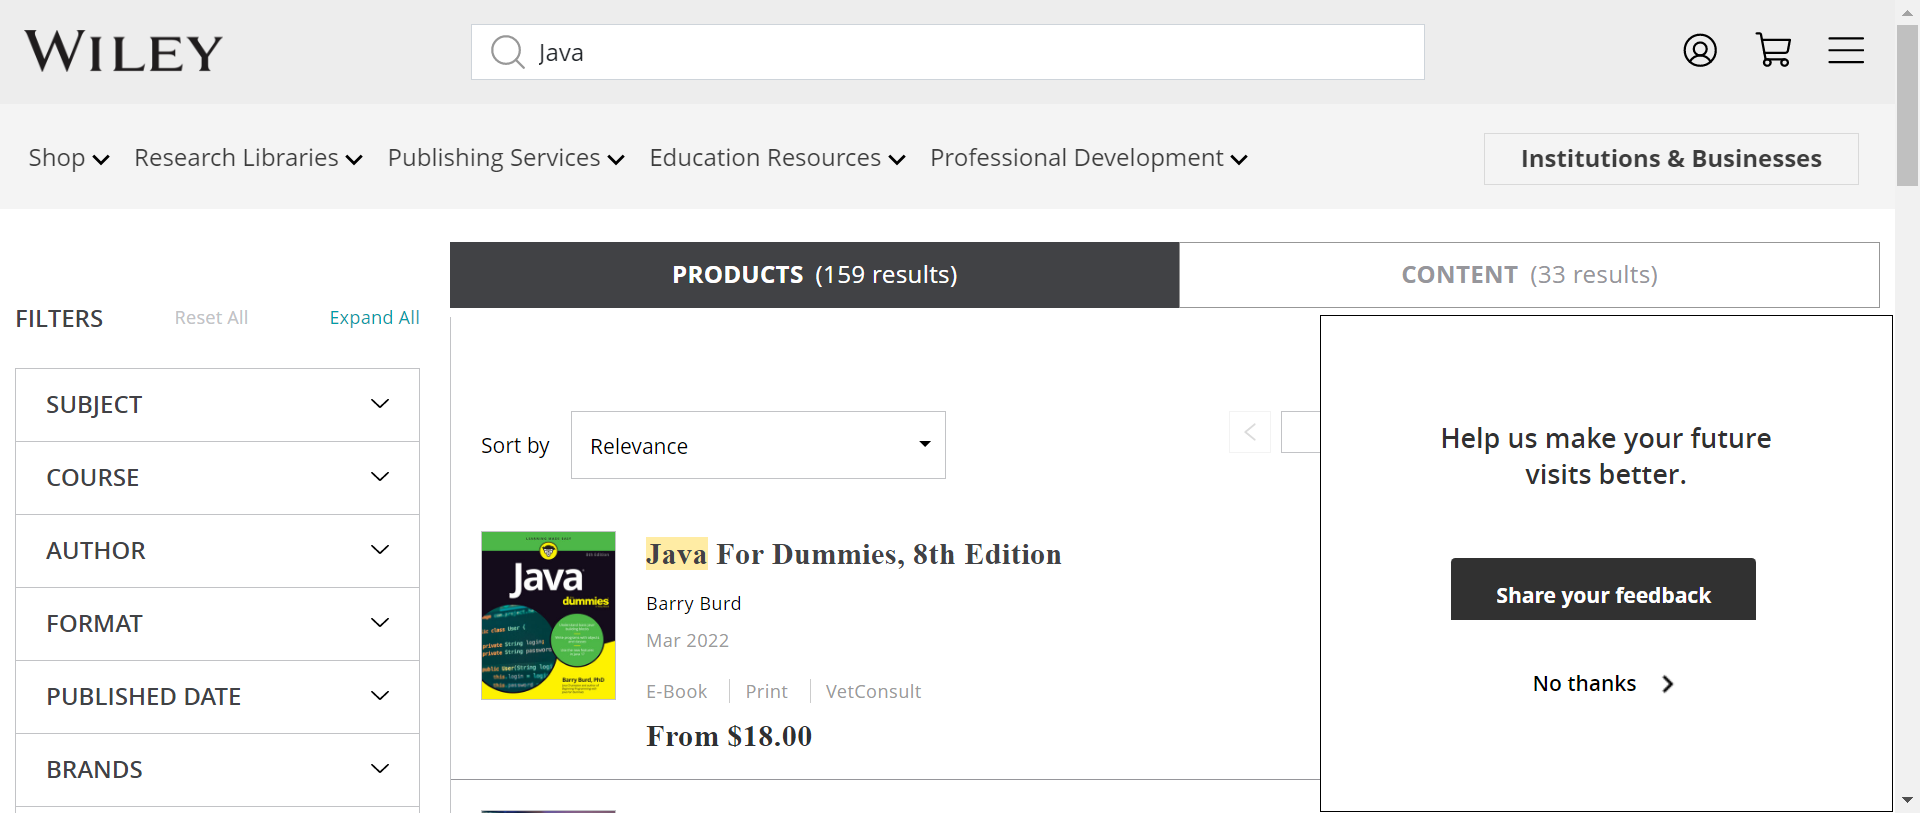 WILEY
Java
Shop
Research Libraries
Publishing Services
Education Resources
Professional Development
Institutions & Businesses
PRODUCTS (159 results)
CONTENT (33 results)
FILTERS
Reset All
Expand All
SUBJECT
COURSE
AUTHOR
FORMAT
PUBLISHED DATE
BRANDS
Sort by
Relevance
Java
dummies
Barry Burd, PhD
Java For Dummies, 8th Edition
Barry Burd
Mar 2022
E-Book
Print
VetConsult
From $18.00
Help us make your future
visits better.
Share your feedback
No thanks